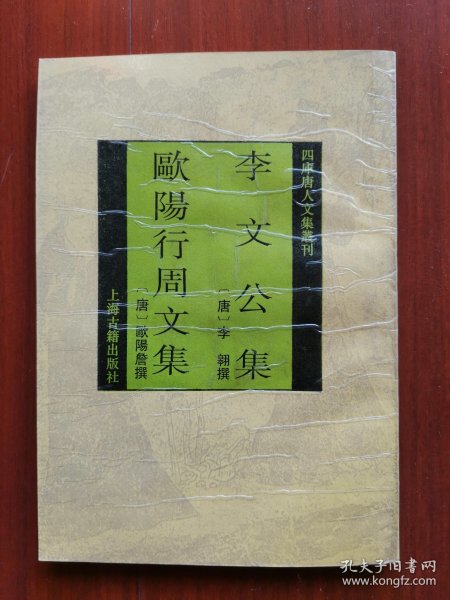 四庫唐人文集叢刊
李文公集
〔唐〕李翱撰
歐陽行周文集
〔唐〕歐陽詹撰
上海古籍出版社
孔夫子旧书网
www.kongfz.com